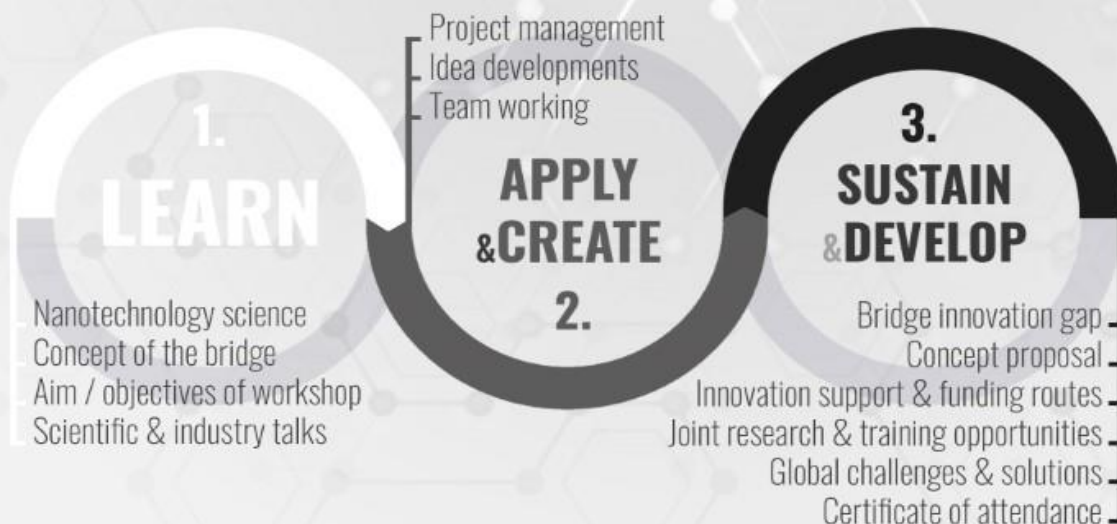 1.
LEARN
Nanotechnology science
Concept of the bridge
Aim / objectives of workshop
Scientific & industry talks
Project management
Idea developments
Team working
APPLY
&CREATE
2.
3.
SUSTAIN
&DEVELOP
Bridge innovation gap
Concept proposal
Innovation support & funding routes
Joint research & training opportunities
Global challenges & solutions
Certificate of attendance